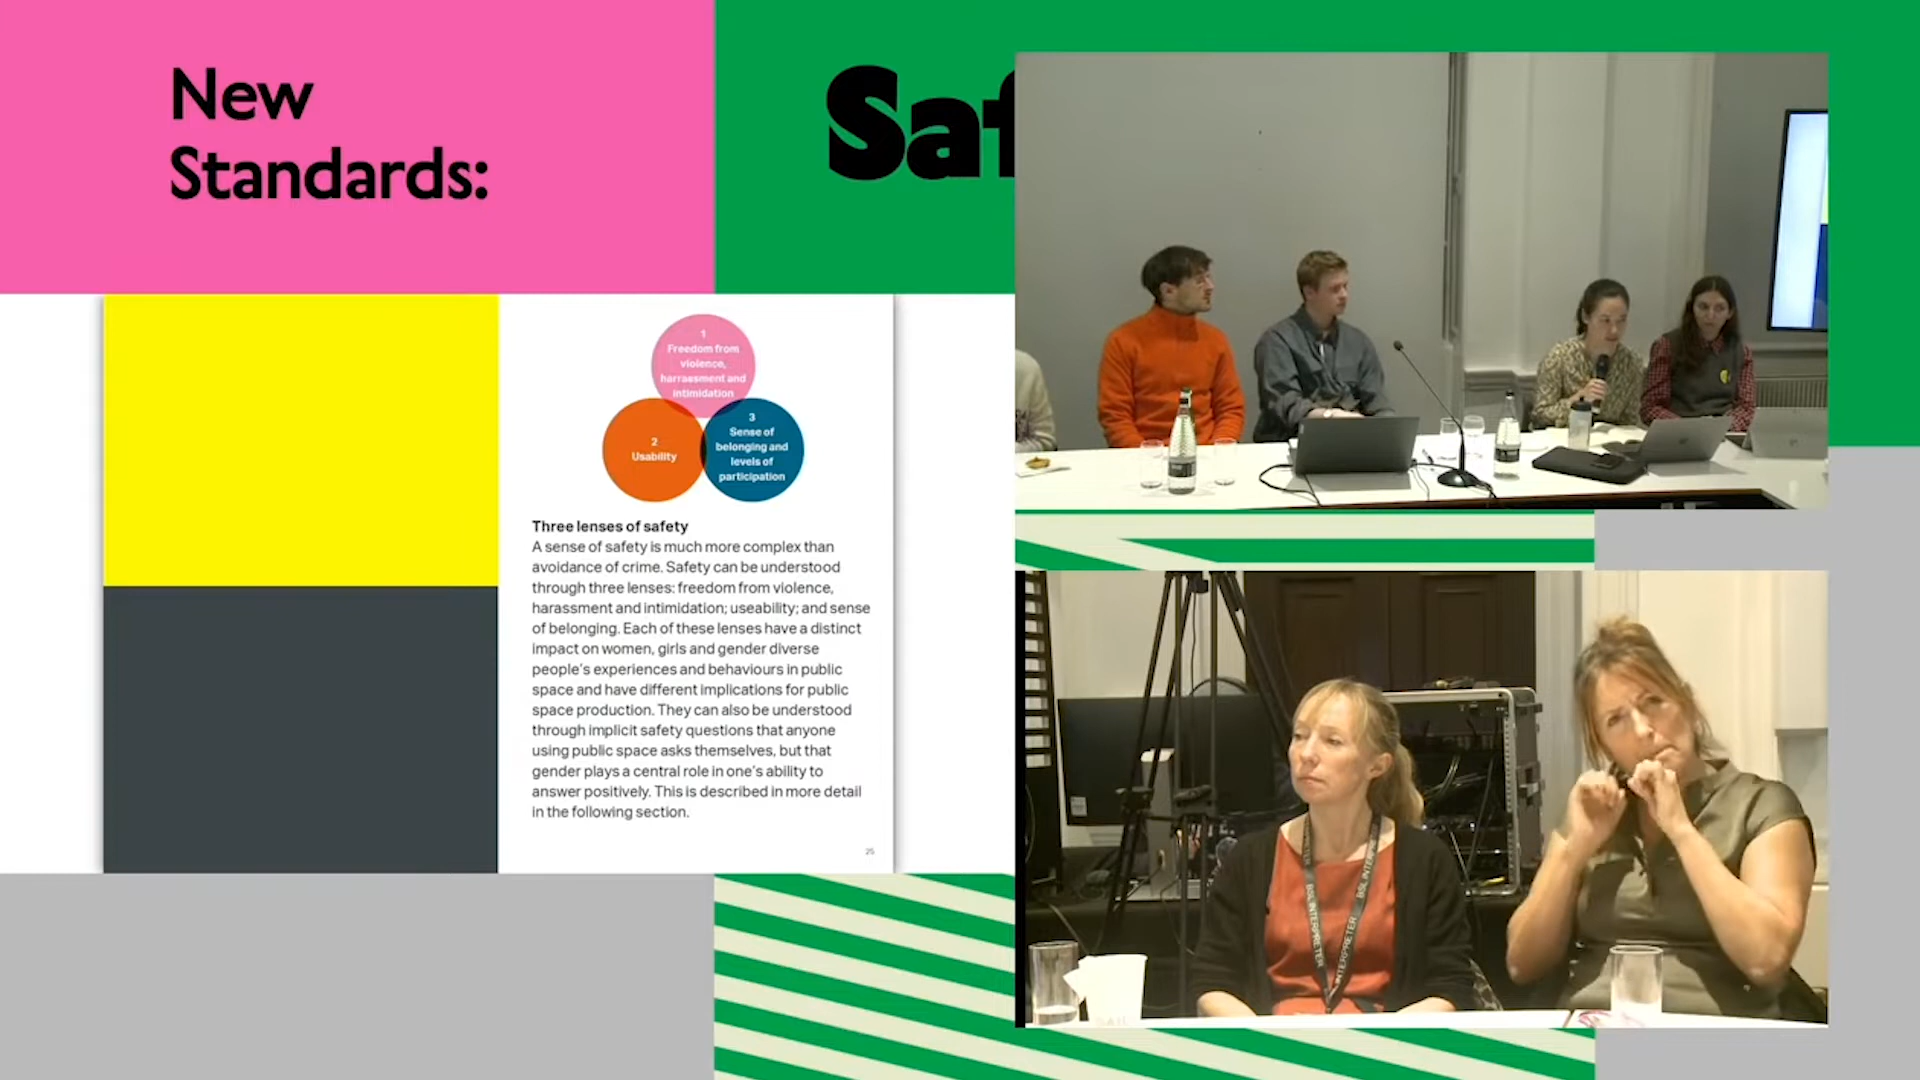 New
Standards:
Saf
1
Freedom from
violence,
harrassment and
intimidation
2
Usability
3
Sense of
belonging and
levels of
participation
Three lenses of safety
A sense of safety is much more complex than
avoidance of crime. Safety can be understood
through three lenses: freedom from violence,
harassment and intimidation; useability; and sense
of belonging. Each of these lenses have a distinct
impact on women, girls and gender diverse
people's experiences and behaviours in public
space and have different implications for public
space production. They can also be understood
through implicit safety questions that anyone
using public space asks themselves, but that
gender plays a central role in one's ability to
answer positively. This is described in more detail
in the following section.
25
BSL INTERPRETER
BSL INTERPRE
INTERPRETER